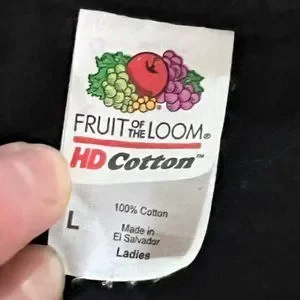 FRUIT OF THE LOOM®
HD Cotton™
100% Cotton
L
Made in
El Salvador
Ladies